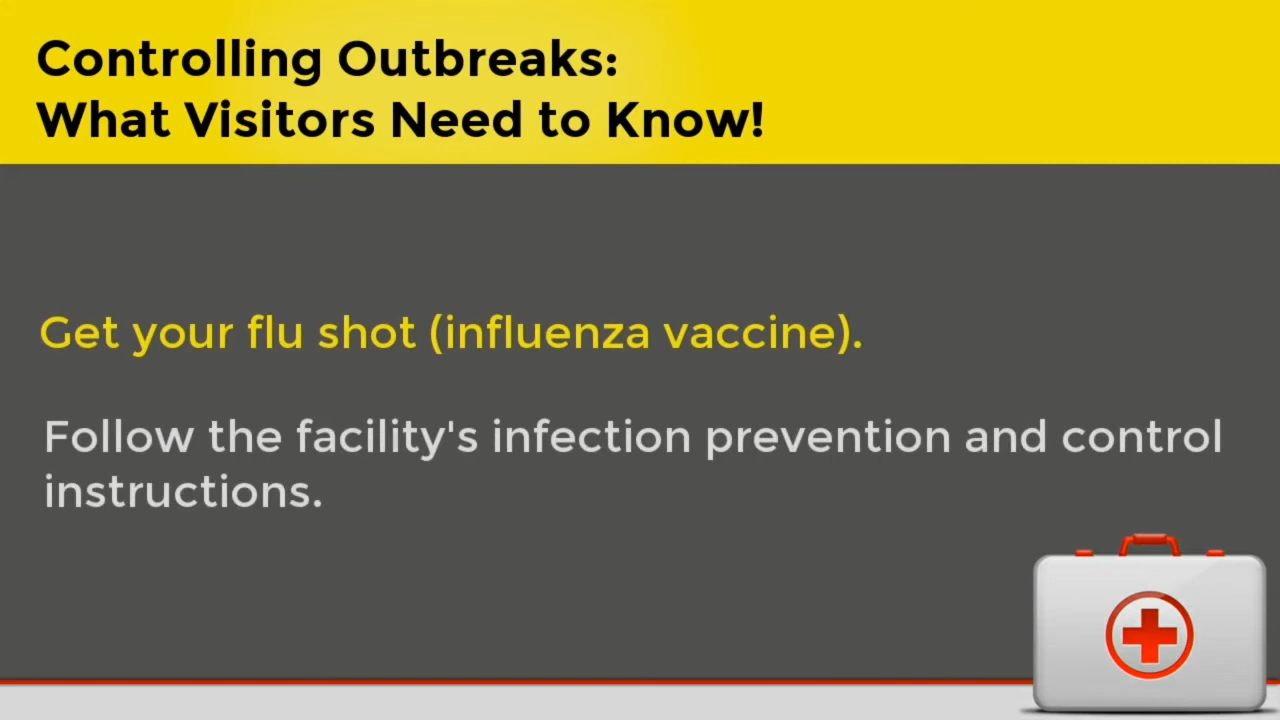 Controlling Outbreaks:
What Visitors Need to Know!
Get your flu shot (influenza vaccine).
Follow the facility's infection prevention and control
instructions.